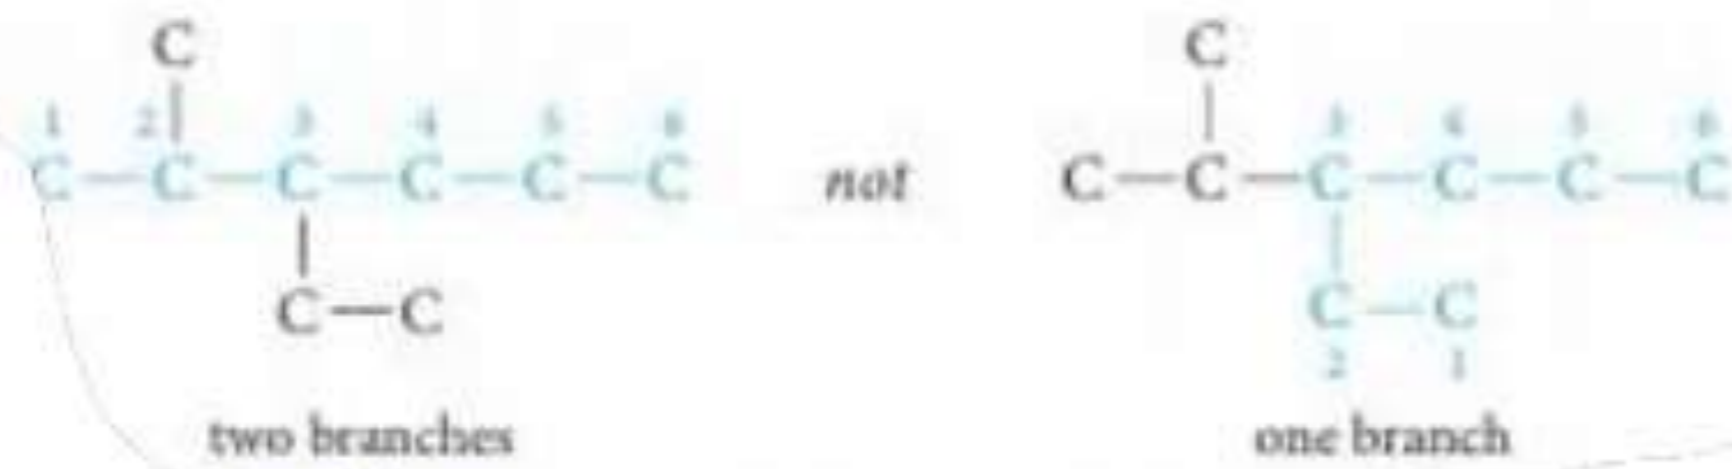 C C
1 2 3 4 5 6 3 4 5 6
C—C—C—C—C—C not C—C—C—C—C—C
C—C C—C
2 1
two branches one branch